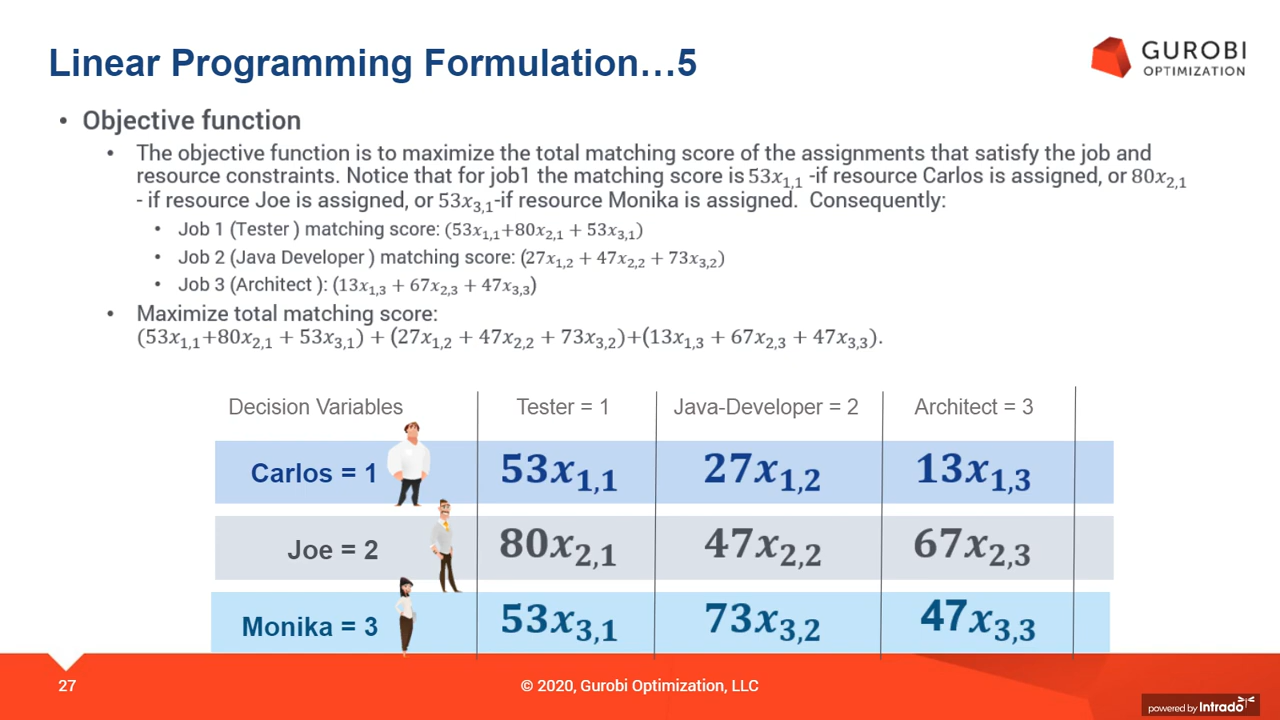 Linear Programming Formulation…5
GUROBI
OPTIMIZATION
• Objective function
• The objective function is to maximize the total matching score of the assignments that satisfy the job and
resource constraints. Notice that for job1 the matching score is 53x₁,₁ -if resource Carlos is assigned, or 80x₂,₁
- if resource Joe is assigned, or 53x₃,₁-if resource Monika is assigned. Consequently:
• Job 1 (Tester ) matching score: (53x₁,₁+80x₂,₁ + 53x₃,₁)
• Job 2 (Java Developer ) matching score: (27x₁,₂ + 47x₂,₂ + 73x₃,₂)
• Job 3 (Architect ): (13x₁,₃ + 67x₂,₃ + 47x₃,₃)
• Maximize total matching score:
(53x₁,₁+80x₂,₁ + 53x₃,₁) + (27x₁,₂ + 47x₂,₂ + 73x₃,₂)+(13x₁,₃ + 67x₂,₃ + 47x₃,₃).
Decision Variables Tester = 1 Java-Developer = 2 Architect = 3
Carlos = 1 53x₁,₁ 27x₁,₂ 13x₁,₃
Joe = 2 80x₂,₁ 47x₂,₂ 67x₂,₃
Monika = 3 53x₃,₁ 73x₃,₂ 47x₃,₃
27 © 2020, Gurobi Optimization, LLC
powered by Intrado